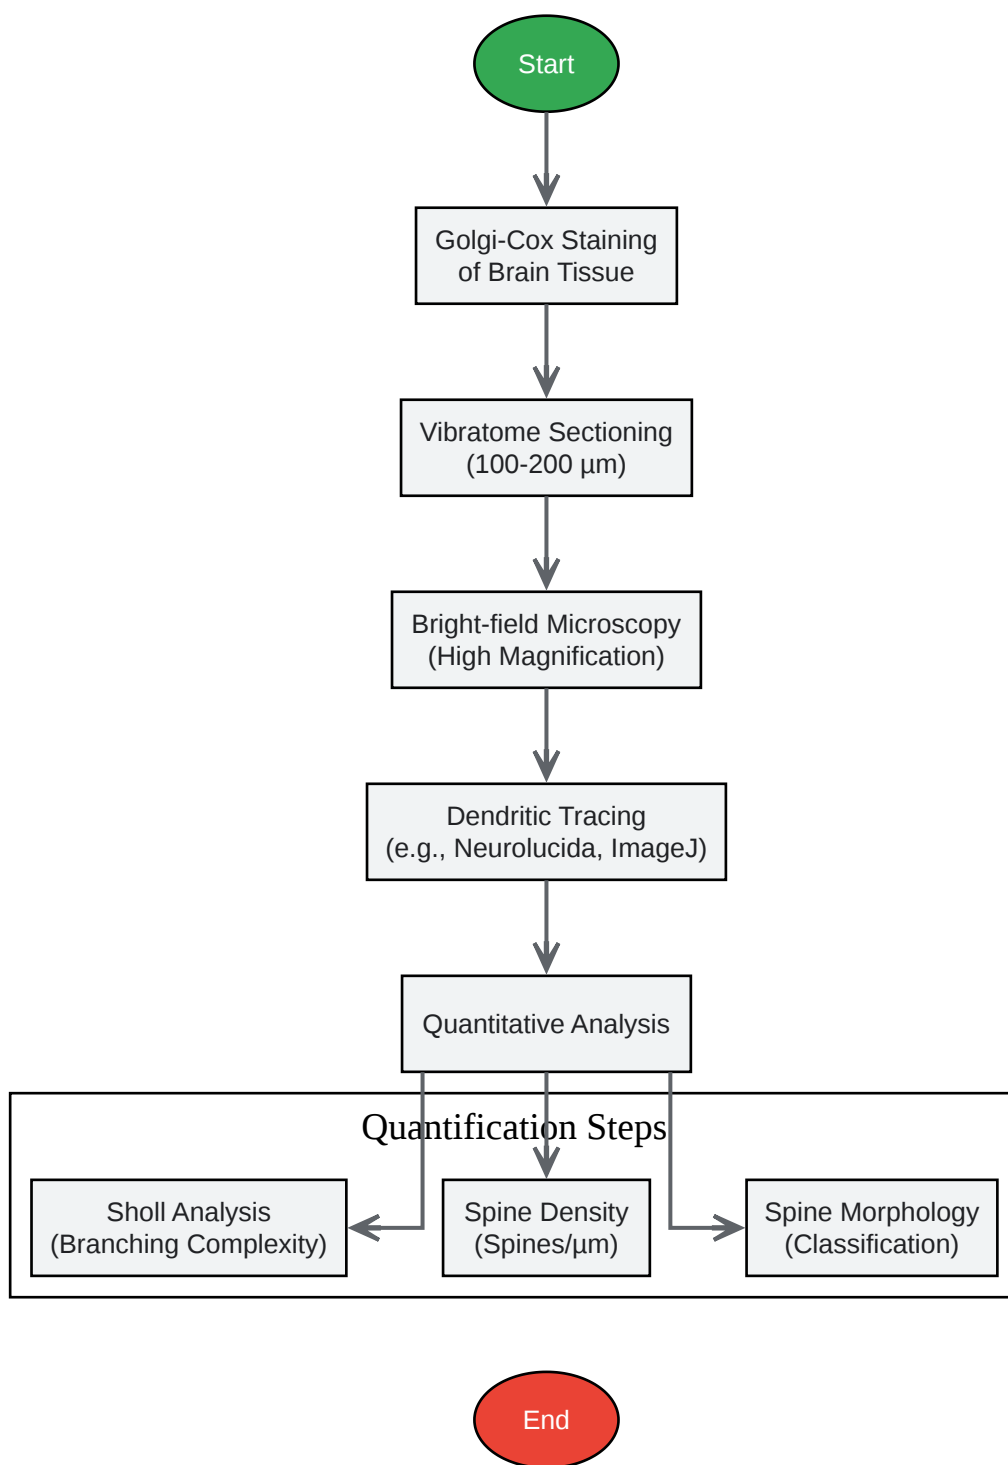 Start
Golgi-Cox Staining
of Brain Tissue
Vibratome Sectioning
(100-200 µm)
Bright-field Microscopy
(High Magnification)
Dendritic Tracing
(e.g., Neurolucida, ImageJ)
Quantitative Analysis
Quantification Steps
Sholl Analysis
(Branching Complexity)
Spine Density
(Spines/µm)
Spine Morphology
(Classification)
End